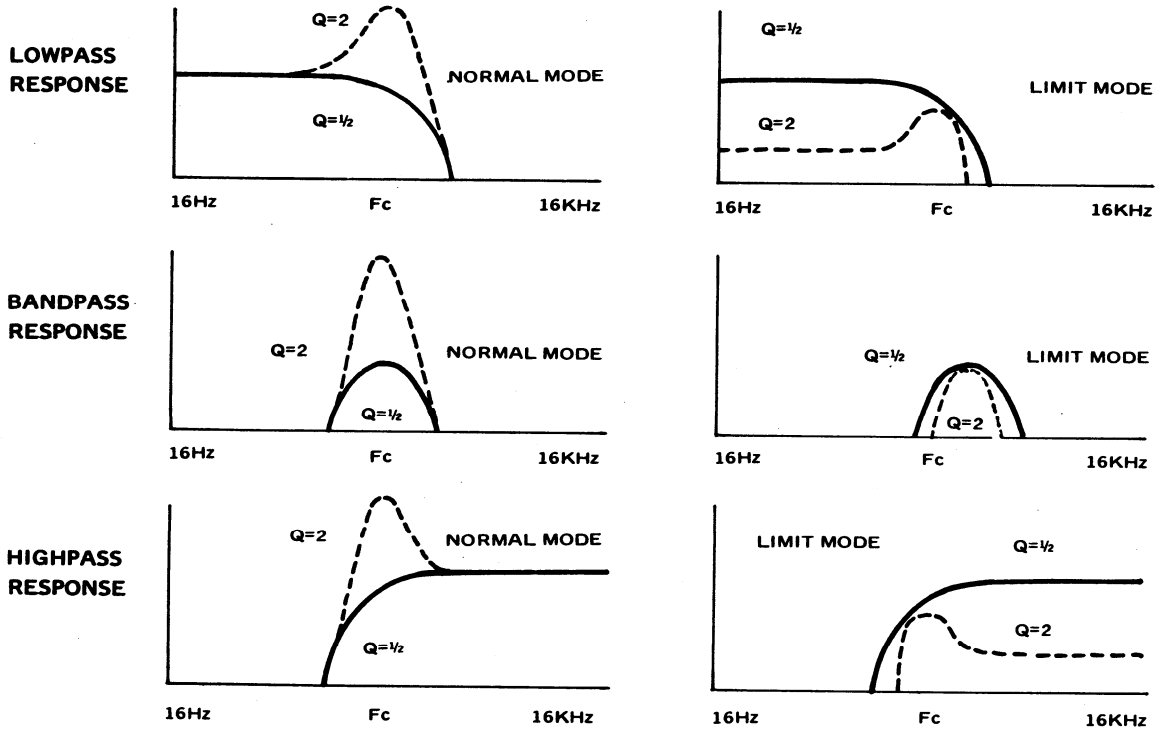 LOWPASS
RESPONSE
Q=2
NORMAL MODE
Q=½
16Hz Fc 16KHz
Q=½
LIMIT MODE
Q=2
16Hz Fc 16KHz
BANDPASS
RESPONSE
Q=2
NORMAL MODE
Q=½
16Hz Fc 16KHz
Q=½
LIMIT MODE
Q=2
16Hz Fc 16KHz
HIGHPASS
RESPONSE
Q=2
NORMAL MODE
Q=½
16Hz Fc 16KHz
LIMIT MODE
Q=½
Q=2
16Hz Fc 16KHz